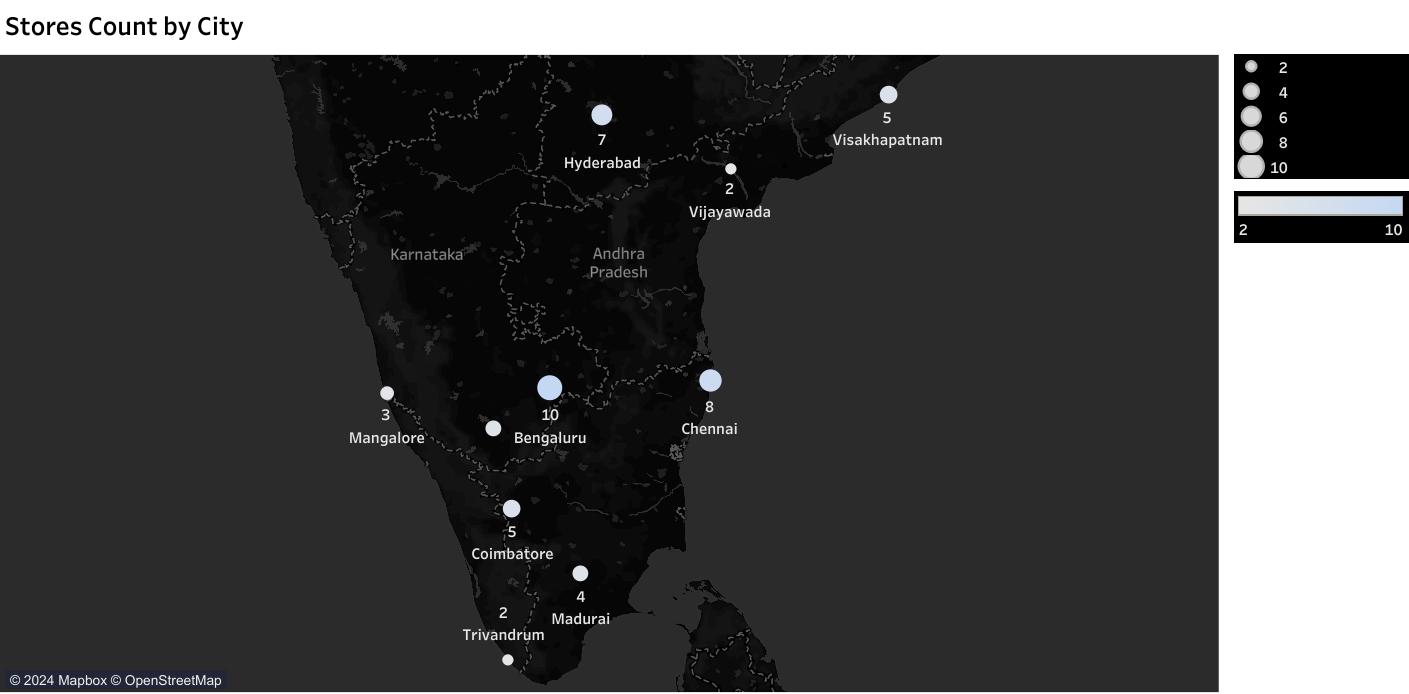 Stores Count by City
2
4
6
8
10
2 10
5
Visakhapatnam
7
Hyderabad
2
Vijayawada
Karnataka
Andhra
Pradesh
3
Mangalore
10
Bengaluru
8
Chennai
5
Coimbatore
4
Madurai
2
Trivandrum
© 2024 Mapbox © OpenStreetMap